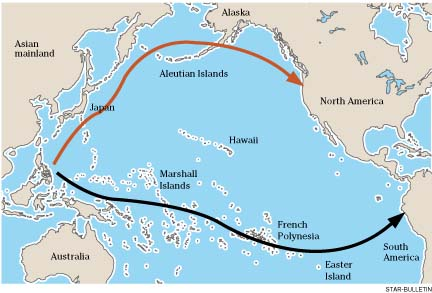 Alaska
Asian
mainland
Aleutian Islands
Japan
North America
Hawaii
Marshall
Islands
French
Polynesia
Australia
Easter
Island
South
America
STAR-BULLETIN